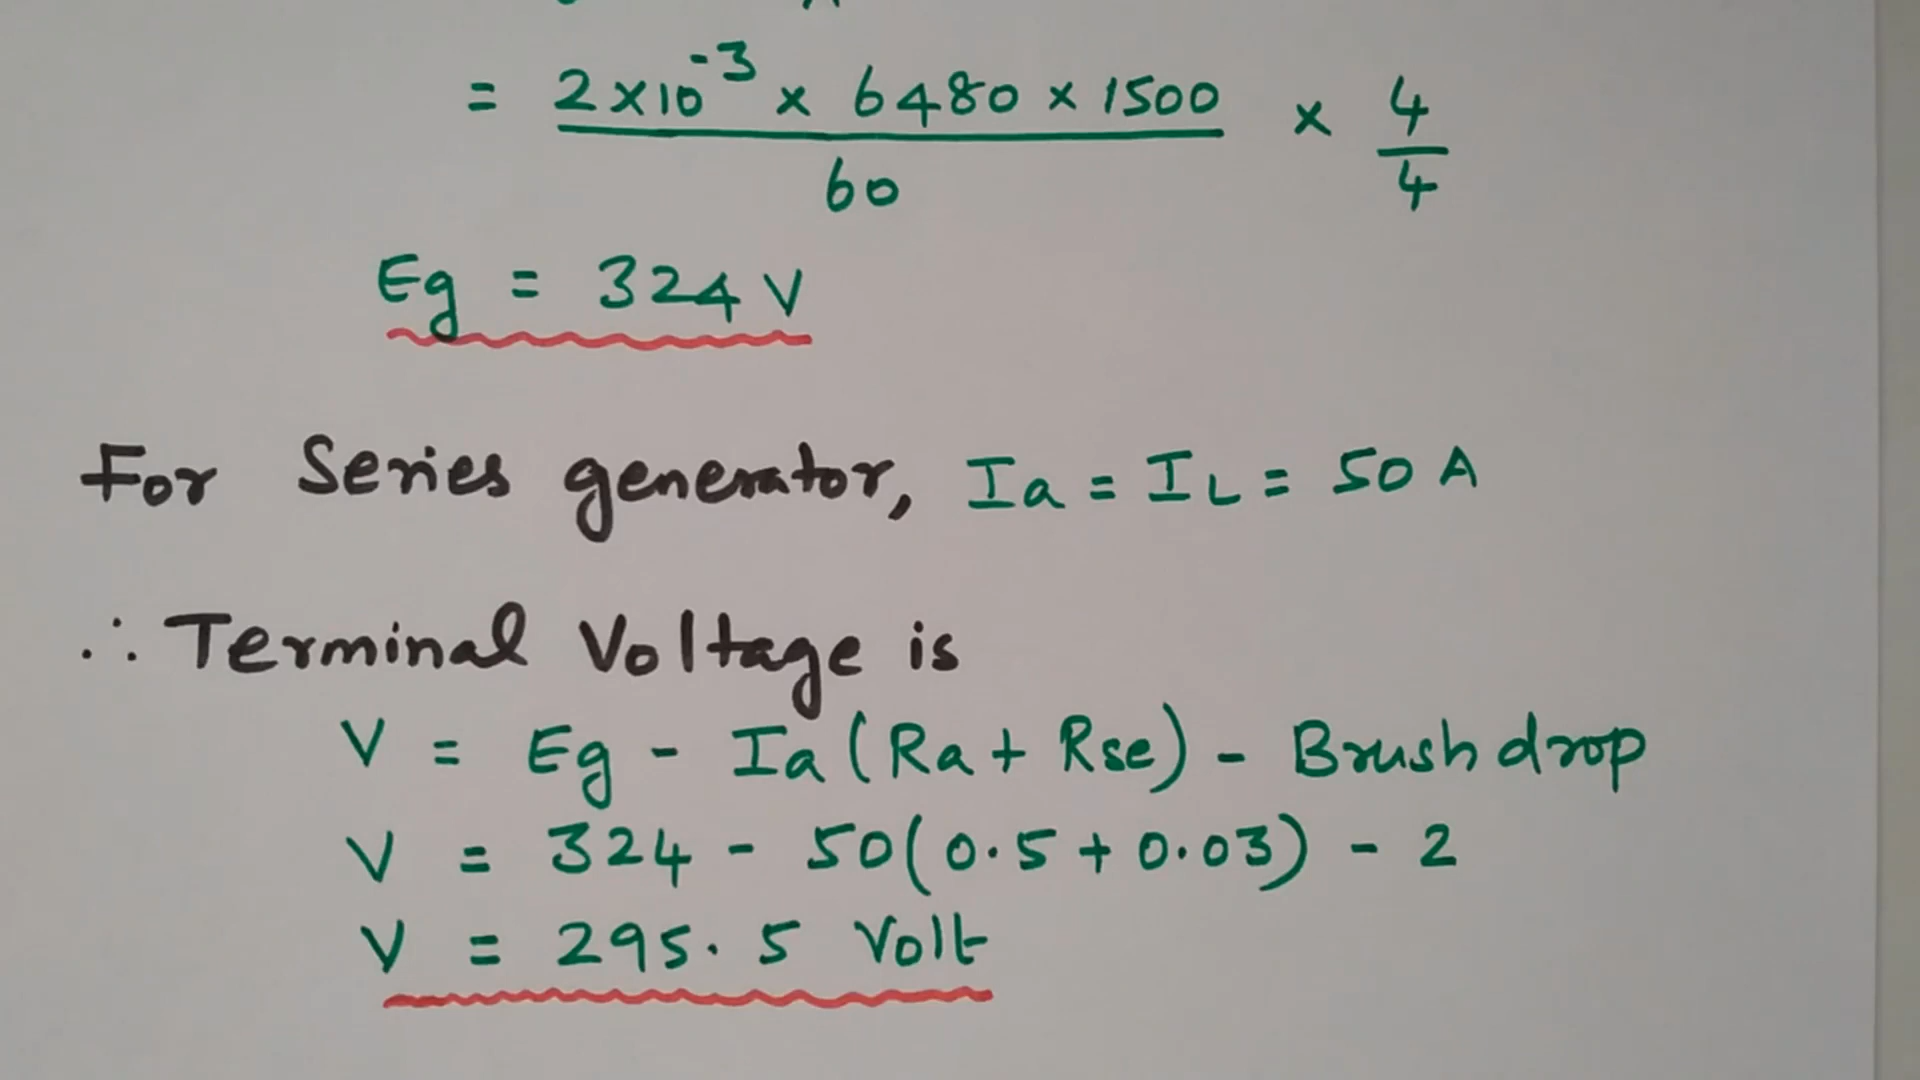 = 2×10⁻³ × 6480 × 1500 / 60 × 4/4
Eg = 324 V
For Series generator, Ia = IL = 50 A
∴ Terminal Voltage is
V = Eg - Ia (Ra + Rse) - Brush drop
V = 324 - 50(0.5 + 0.03) - 2
V = 295.5 Volt